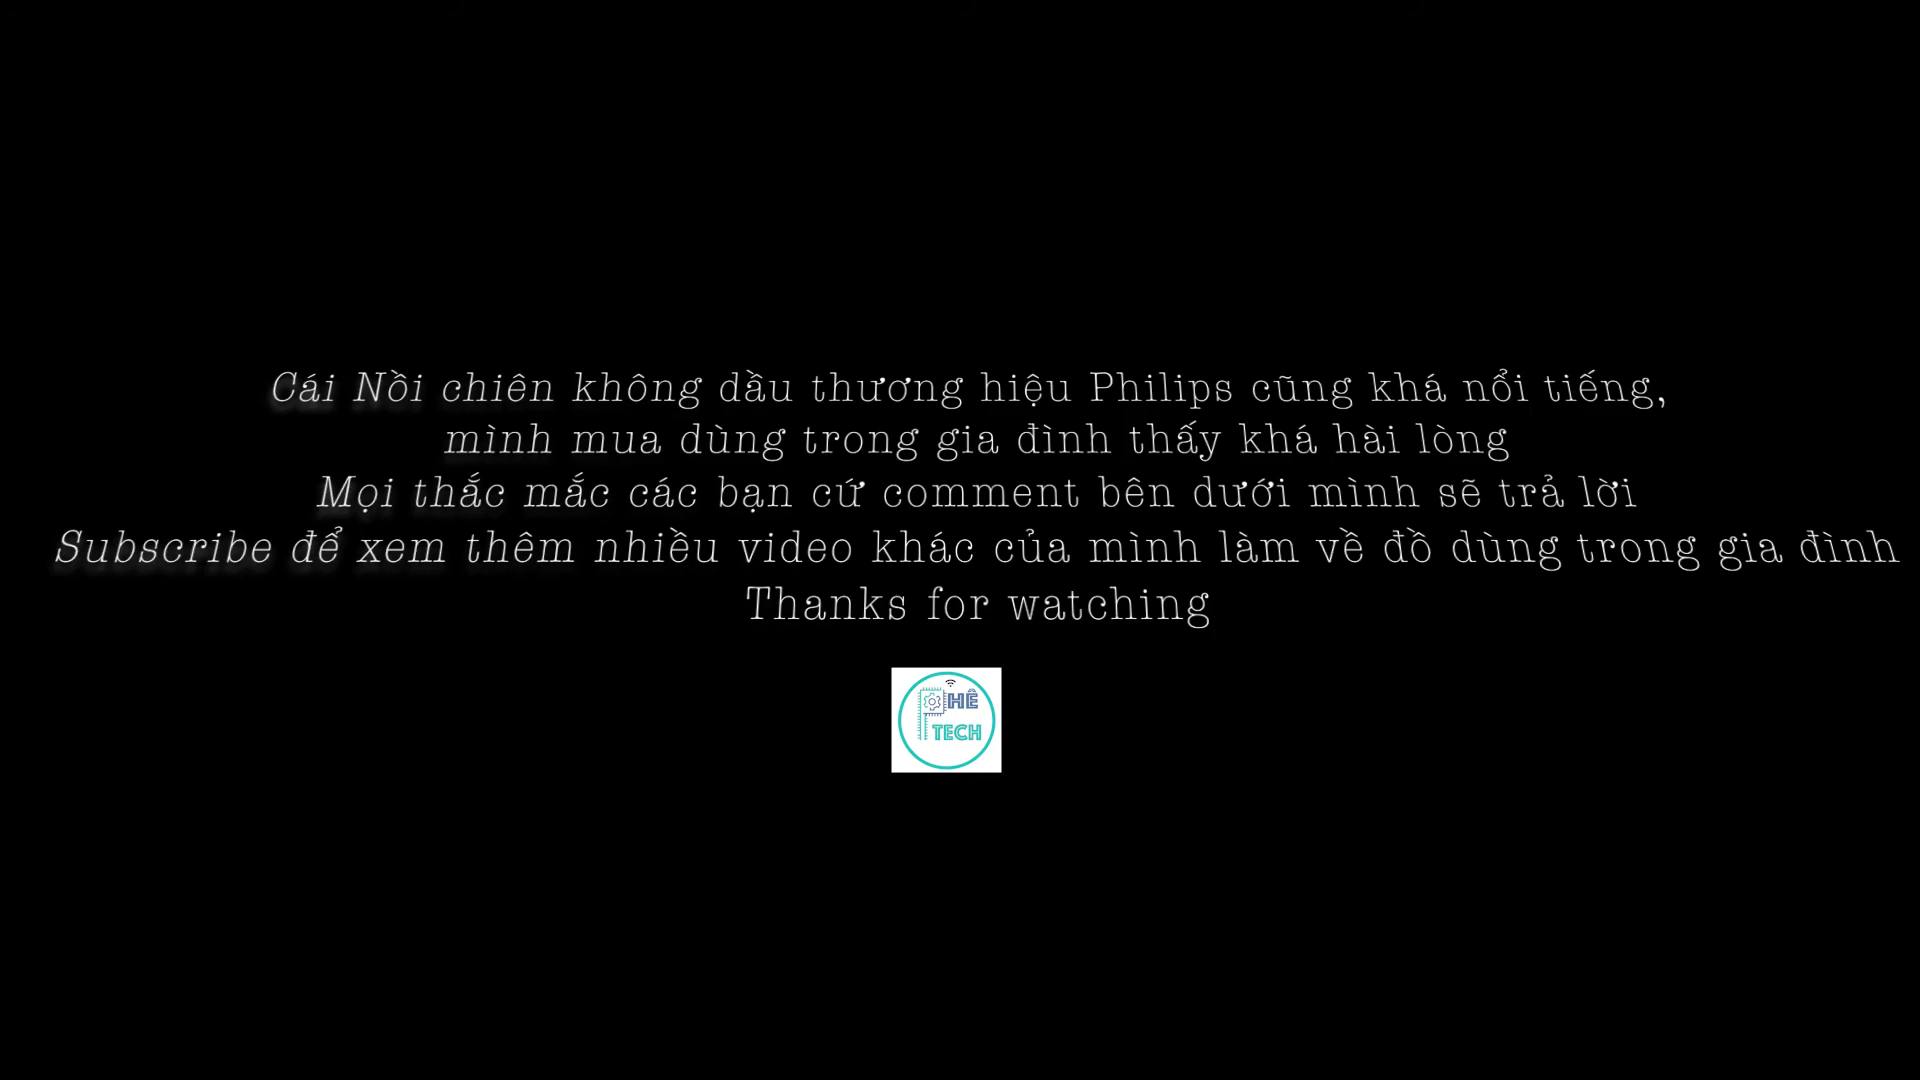 Cái Nồi chiên không dầu thương hiệu Philips cũng khá nổi tiếng,
mình mua dùng trong gia đình thấy khá hài lòng
Mọi thắc mắc các bạn cứ comment bên dưới mình sẽ trả lời
Subscribe để xem thêm nhiều video khác của mình làm về đồ dùng trong gia đình
Thanks for watching
PHÊ
TECH